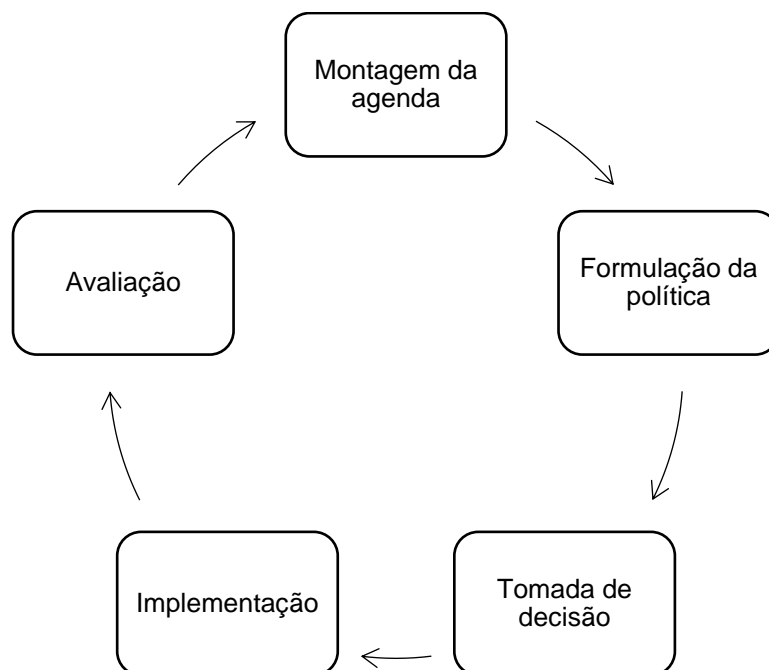 Montagem da
agenda
Formulação da
política
Tomada de
decisão
Implementação
Avaliação